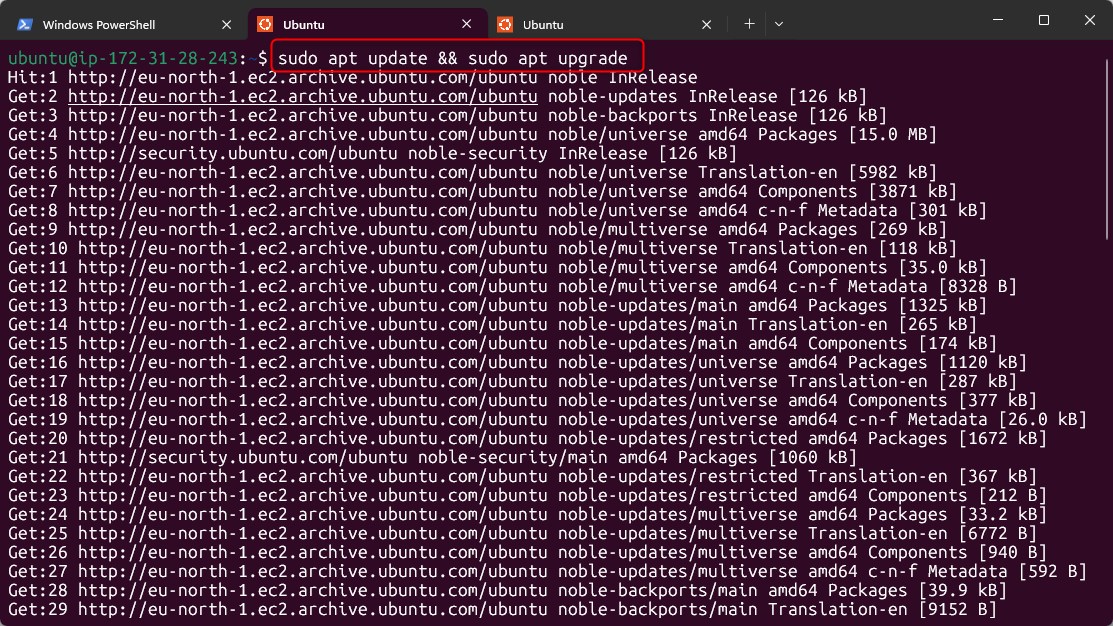 Windows PowerShell
Ubuntu
Ubuntu
ubuntu@ip-172-31-28-243:~$ sudo apt update && sudo apt upgrade
Hit:1 http://eu-north-1.ec2.archive.ubuntu.com/ubuntu noble InRelease
Get:2 http://eu-north-1.ec2.archive.ubuntu.com/ubuntu noble-updates InRelease [126 kB]
Get:3 http://eu-north-1.ec2.archive.ubuntu.com/ubuntu noble-backports InRelease [126 kB]
Get:4 http://eu-north-1.ec2.archive.ubuntu.com/ubuntu noble/universe amd64 Packages [15.0 MB]
Get:5 http://security.ubuntu.com/ubuntu noble-security InRelease [126 kB]
Get:6 http://eu-north-1.ec2.archive.ubuntu.com/ubuntu noble/universe Translation-en [5982 kB]
Get:7 http://eu-north-1.ec2.archive.ubuntu.com/ubuntu noble/universe amd64 Components [3871 kB]
Get:8 http://eu-north-1.ec2.archive.ubuntu.com/ubuntu noble/universe amd64 c-n-f Metadata [301 kB]
Get:9 http://eu-north-1.ec2.archive.ubuntu.com/ubuntu noble/multiverse amd64 Packages [269 kB]
Get:10 http://eu-north-1.ec2.archive.ubuntu.com/ubuntu noble/multiverse Translation-en [118 kB]
Get:11 http://eu-north-1.ec2.archive.ubuntu.com/ubuntu noble/multiverse amd64 Components [35.0 kB]
Get:12 http://eu-north-1.ec2.archive.ubuntu.com/ubuntu noble/multiverse amd64 c-n-f Metadata [8328 B]
Get:13 http://eu-north-1.ec2.archive.ubuntu.com/ubuntu noble-updates/main amd64 Packages [1325 kB]
Get:14 http://eu-north-1.ec2.archive.ubuntu.com/ubuntu noble-updates/main Translation-en [265 kB]
Get:15 http://eu-north-1.ec2.archive.ubuntu.com/ubuntu noble-updates/main amd64 Components [174 kB]
Get:16 http://eu-north-1.ec2.archive.ubuntu.com/ubuntu noble-updates/universe amd64 Packages [1120 kB]
Get:17 http://eu-north-1.ec2.archive.ubuntu.com/ubuntu noble-updates/universe Translation-en [287 kB]
Get:18 http://eu-north-1.ec2.archive.ubuntu.com/ubuntu noble-updates/universe amd64 Components [377 kB]
Get:19 http://eu-north-1.ec2.archive.ubuntu.com/ubuntu noble-updates/universe amd64 c-n-f Metadata [26.0 kB]
Get:20 http://eu-north-1.ec2.archive.ubuntu.com/ubuntu noble-updates/restricted amd64 Packages [1672 kB]
Get:21 http://security.ubuntu.com/ubuntu noble-security/main amd64 Packages [1060 kB]
Get:22 http://eu-north-1.ec2.archive.ubuntu.com/ubuntu noble-updates/restricted Translation-en [367 kB]
Get:23 http://eu-north-1.ec2.archive.ubuntu.com/ubuntu noble-updates/restricted amd64 Components [212 B]
Get:24 http://eu-north-1.ec2.archive.ubuntu.com/ubuntu noble-updates/multiverse amd64 Packages [33.2 kB]
Get:25 http://eu-north-1.ec2.archive.ubuntu.com/ubuntu noble-updates/multiverse Translation-en [6772 B]
Get:26 http://eu-north-1.ec2.archive.ubuntu.com/ubuntu noble-updates/multiverse amd64 Components [940 B]
Get:27 http://eu-north-1.ec2.archive.ubuntu.com/ubuntu noble-updates/multiverse amd64 c-n-f Metadata [592 B]
Get:28 http://eu-north-1.ec2.archive.ubuntu.com/ubuntu noble-backports/main amd64 Packages [39.9 kB]
Get:29 http://eu-north-1.ec2.archive.ubuntu.com/ubuntu noble-backports/main Translation-en [9152 B]